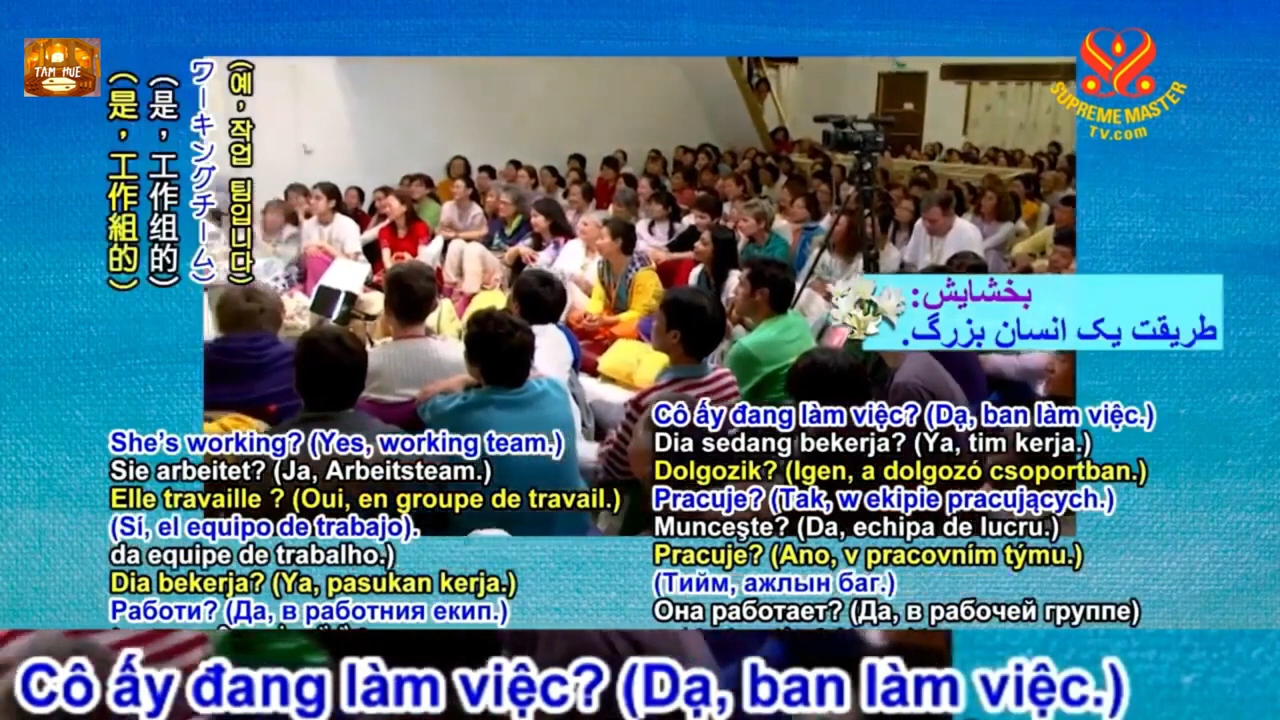 TAM HUE
(是，工作組的)
(是，工作组的)
ワーキングチーム)
(예, 작업 팀입니다)
SUPREME MASTER
TV.com
بخشایش:
طریقت یک انسان بزرگ.
She's working? (Yes, working team.)
Sie arbeitet? (Ja, Arbeitsteam.)
Elle travaille ? (Oui, en groupe de travail.)
(Sí, el equipo de trabajo).
da equipe de trabalho.)
Dia bekerja? (Ya, pasukan kerja.)
Работи? (Да, в работния екип.)
Cô ấy đang làm việc? (Dạ, ban làm việc.)
Dia sedang bekerja? (Ya, tim kerja.)
Dolgozik? (Igen, a dolgozó csoportban.)
Pracuje? (Tak, w ekipie pracujących.)
Munceşte? (Da, echipa de lucru.)
Pracuje? (Ano, v pracovním týmu.)
(Тийм, ажлын баг.)
Она работает? (Да, в рабочей группе)
Cô ấy đang làm việc? (Dạ, ban làm việc.)